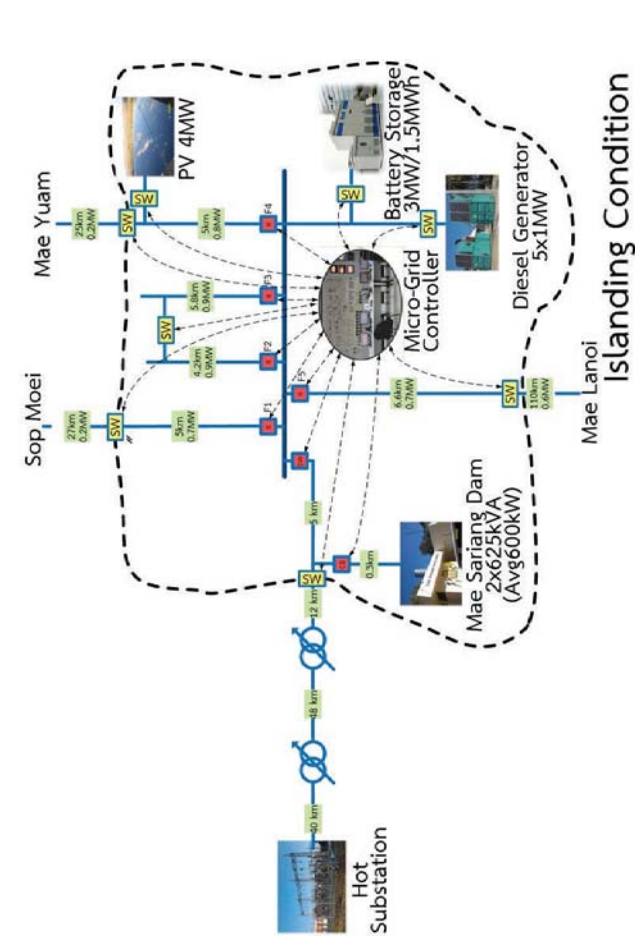 Mae Yuam
Sop Moei
25km
0.2MW
27km
0.2MW
SW
SW
PV 4MW
SW
SW
5km
0.7MW
4.2km
0.9MW
5.8km
0.9MW
5km
0.8MW
F1
F2
F3
F4
F5
40 km
48 km
12 km
SW
5 km
0.3km
Mae Sariang Dam
2x625kVA
(Avg600kW)
Hot
Substation
Micro-Grid
Controller
SW
Battery Storage
3MW/1.5MWh
SW
Diesel Generator
5x1MW
6.6km
0.7MW
SW
110km
0.6MW
Mae Lanoi
Islanding Condition